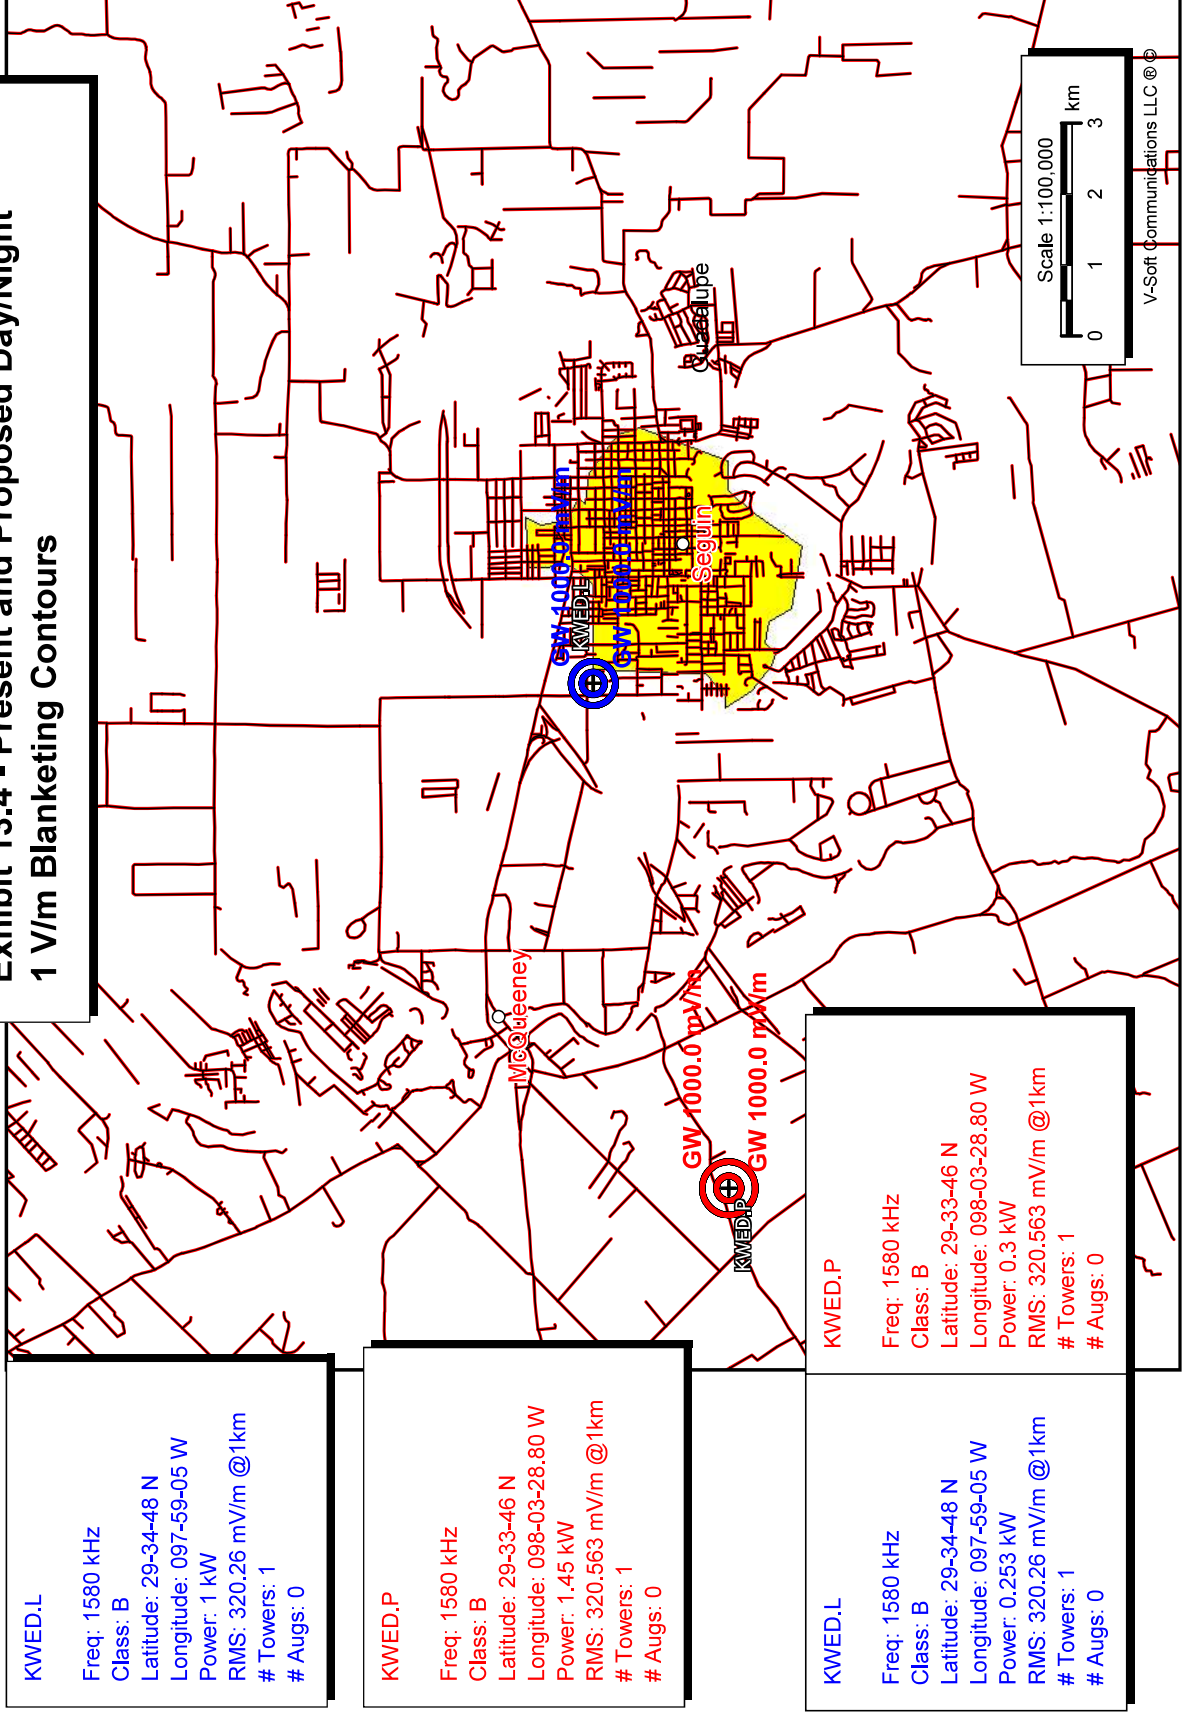 Exhibit 13.4 - Present and Proposed Day/Night
1 V/m Blanketing Contours
KWED.L
Freq: 1580 kHz
Class: B
Latitude: 29-34-48 N
Longitude: 097-59-05 W
Power: 1 kW
RMS: 320.26 mV/m @1km
# Towers: 1
# Augs: 0
KWED.P
Freq: 1580 kHz
Class: B
Latitude: 29-33-46 N
Longitude: 098-03-28.80 W
Power: 1.45 kW
RMS: 320.563 mV/m @1km
# Towers: 1
# Augs: 0
KWED.L
Freq: 1580 kHz
Class: B
Latitude: 29-34-48 N
Longitude: 097-59-05 W
Power: 0.253 kW
RMS: 320.26 mV/m @1km
# Towers: 1
# Augs: 0
KWED.P
Freq: 1580 kHz
Class: B
Latitude: 29-33-46 N
Longitude: 098-03-28.80 W
Power: 0.3 kW
RMS: 320.563 mV/m @1km
# Towers: 1
# Augs: 0
McQueeney
GW 1000.0 mV/m
KWED.L
GW 1000.0 mV/m
Seguin
Guadalupe
GW 1000.0 mV/m
KWED.P
GW 1000.0 mV/m
Scale 1:100,000
0 1 2 3 km
V-Soft Communications LLC ® ©